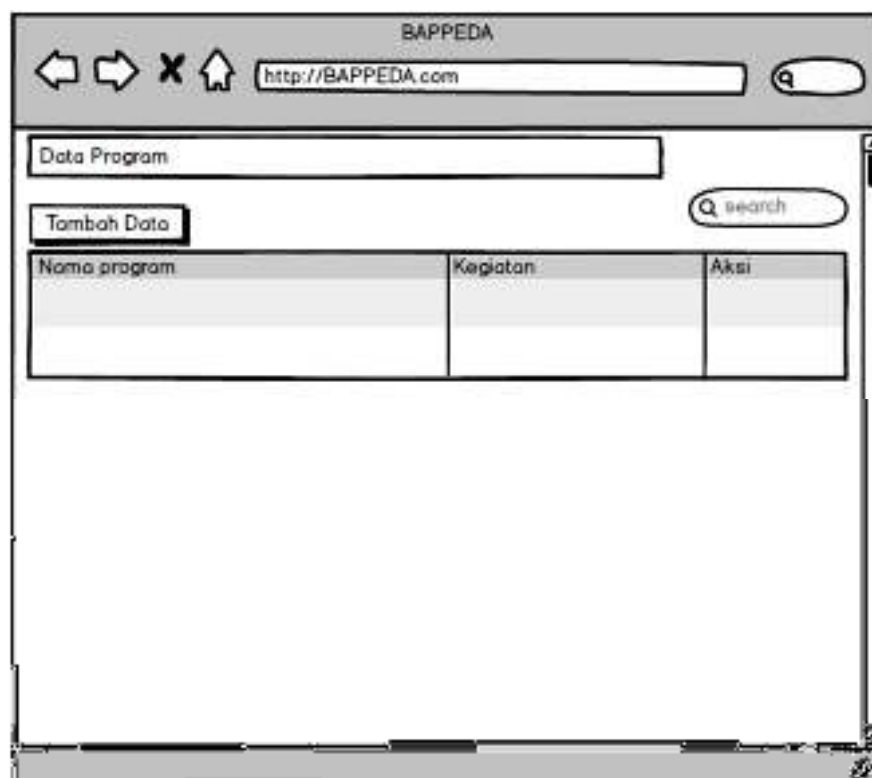 BAPPEDA
http://BAPPEDA.com
Data Program
search
Tambah Data
Nama program Kegiatan Aksi